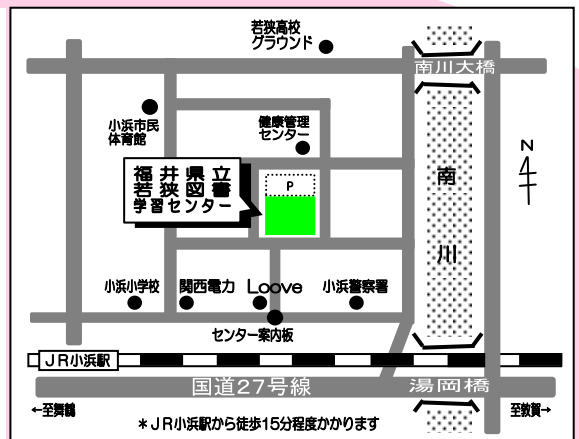 若狭高校
グラウンド
南川大橋
小浜市民
体育館
健康管理
センター
N
福井県立
若狭図書
学習センター
P
南
川
小浜小学校
関西電力
Loove
小浜警察署
センター案内板
JR小浜駅
国道27号線
湯岡橋
←至舞鶴
至敦賀→
*JR小浜駅から徒歩15分程度かかります